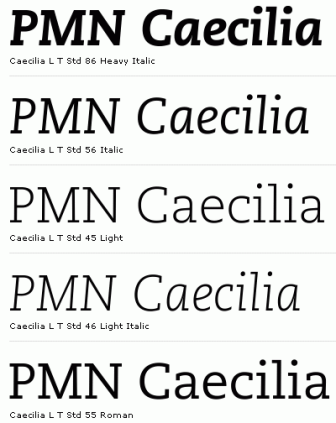 PMN Caecilia
Caecilia L T Std 86 Heavy Italic
PMN Caecilia
Caecilia L T Std 56 Italic
PMN Caecilia
Caecilia L T Std 45 Light
PMN Caecilia
Caecilia L T Std 46 Light Italic
PMN Caecilia
Caecilia L T Std 55 Roman